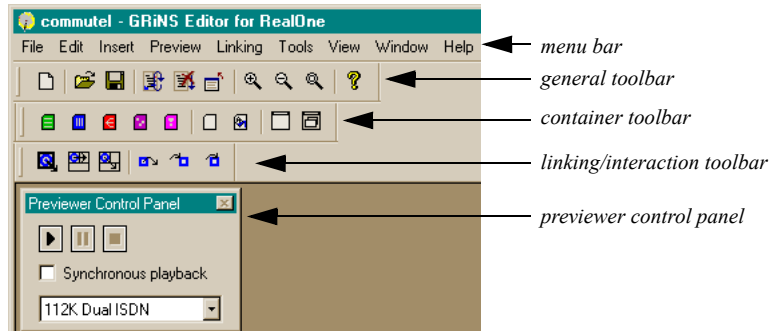 commutel - GRiNS Editor for RealOne
File Edit Insert Preview Linking Tools View Window Help
menu bar
general toolbar
container toolbar
linking/interaction toolbar
Previewer Control Panel
previewer control panel
Synchronous playback
112K Dual ISDN